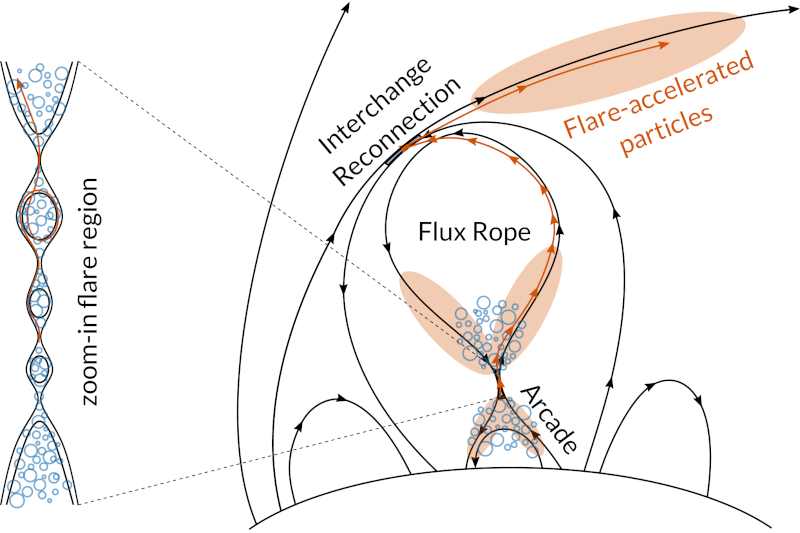 Interchange
Reconnection
Flare-accelerated
particles
zoom-in flare region
Flux Rope
Arcade